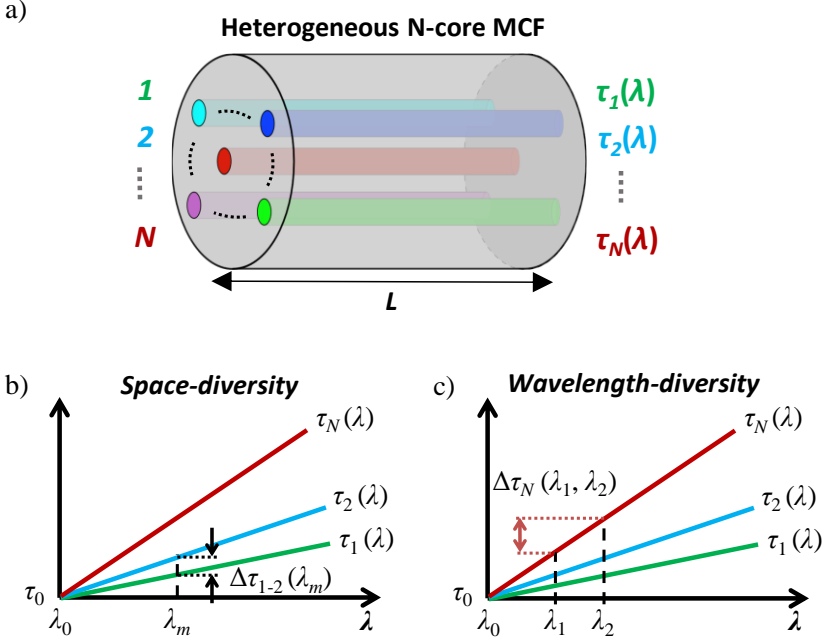 a)
Heterogeneous N-core MCF
1
2
N
τ1(λ)
τ2(λ)
τN(λ)
L
b)
Space-diversity
τN(λ)
τ2(λ)
τ1(λ)
Δτ1-2(λm)
τ0
λ0
λm
λ
c)
Wavelength-diversity
τN(λ)
ΔτN(λ1, λ2)
τ2(λ)
τ1(λ)
τ0
λ0
λ1
λ2
λ